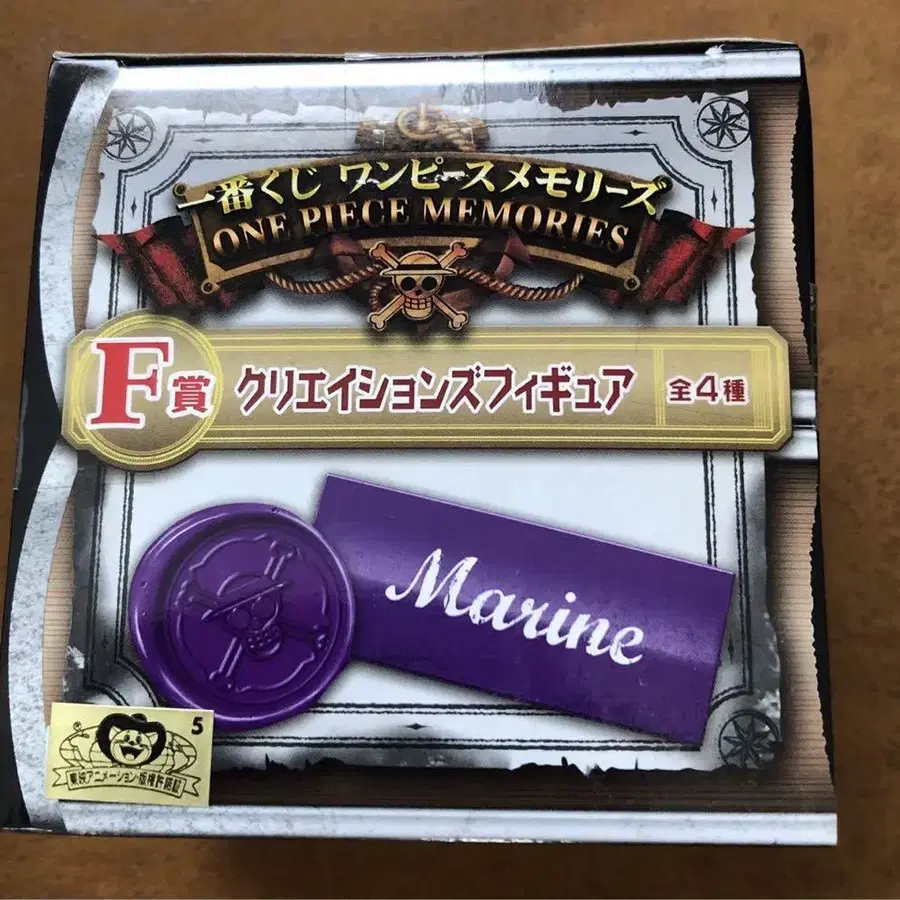 一番くじ ワンピースメモリーズ
ONE PIECE MEMORIES
F賞 クリエイションズフィギュア 全4種
Marine
5
東映アニメーション・版権許諾証